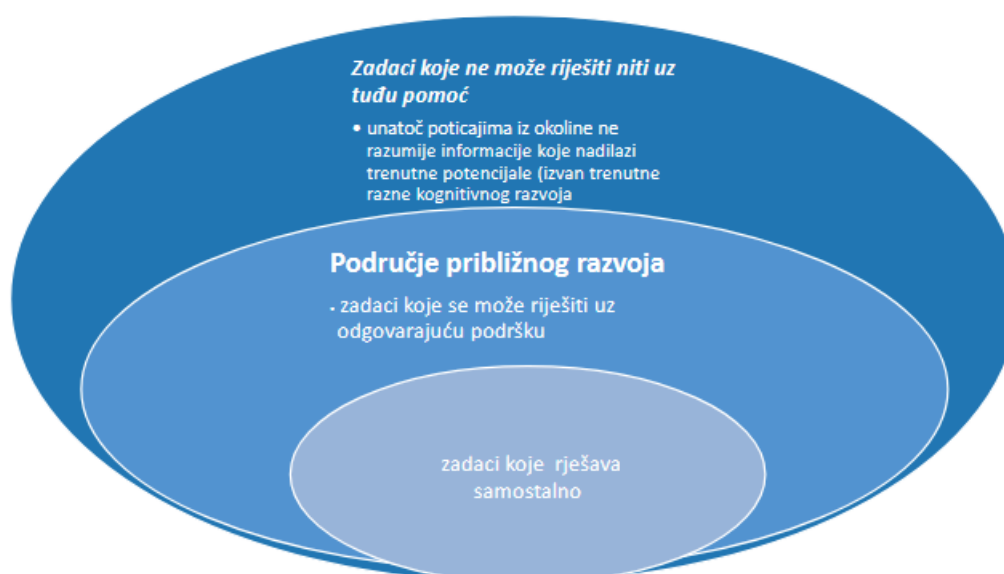 Zadaci koje ne može riješiti niti uz
tuđu pomoć
• unatoč poticajima iz okoline ne
razumije informacije koje nadilazi
trenutne potencijale (izvan trenutne
razne kognitivnog razvoja
Područje približnog razvoja
- zadaci koje se može riješiti uz
odgovarajuću podršku
zadaci koje rješava
samostalno